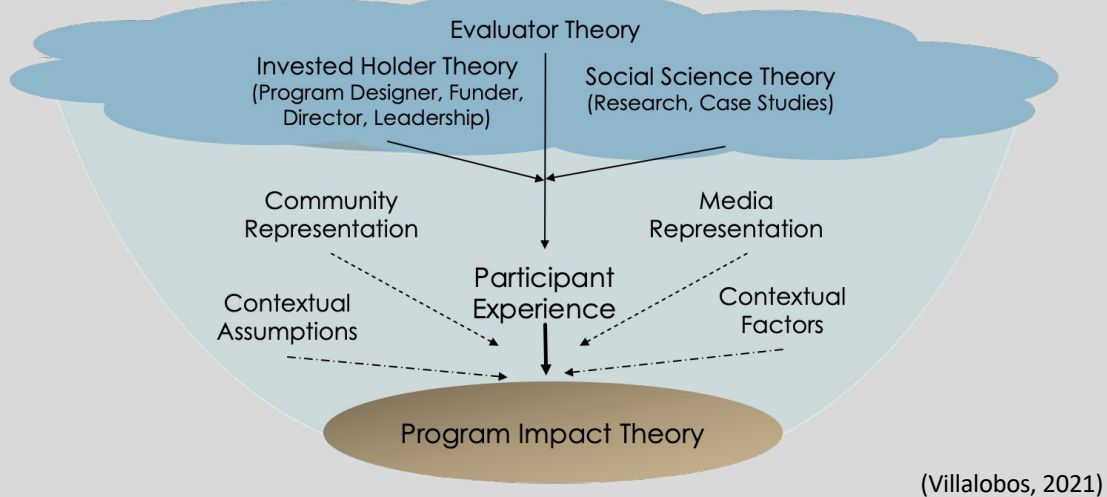 Evaluator Theory
Invested Holder Theory
(Program Designer, Funder,
Director, Leadership)
Social Science Theory
(Research, Case Studies)
Community
Representation
Media
Representation
Participant
Experience
Contextual
Assumptions
Contextual
Factors
Program Impact Theory
(Villalobos, 2021)